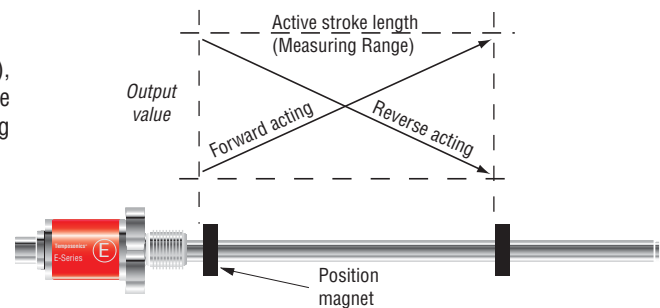 ),
e
g
Active stroke length
(Measuring Range)
Output
value
Forward acting
Reverse acting
Temposonics®
E-Series
E
Position
magnet